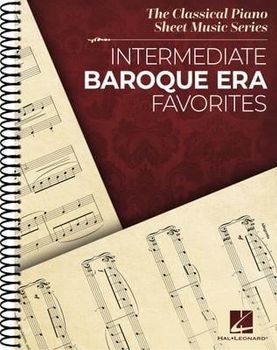 The Classical Piano
Sheet Music Series
INTERMEDIATE
BAROQUE ERA
FAVORITES
HAL•LEONARD®